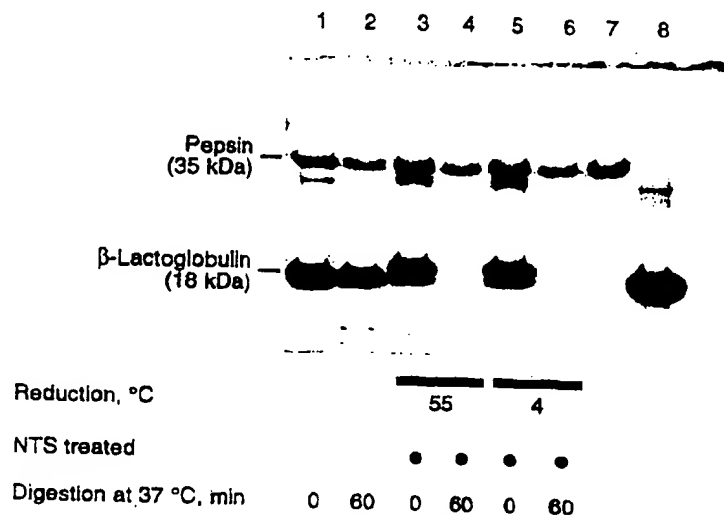 1 2 3 4 5 6 7 8
Pepsin
(35 kDa)
β-Lactoglobulin
(18 kDa)
Reduction, °C
55 4
NTS treated
Digestion at 37 °C, min 0 60 0 60 0 60